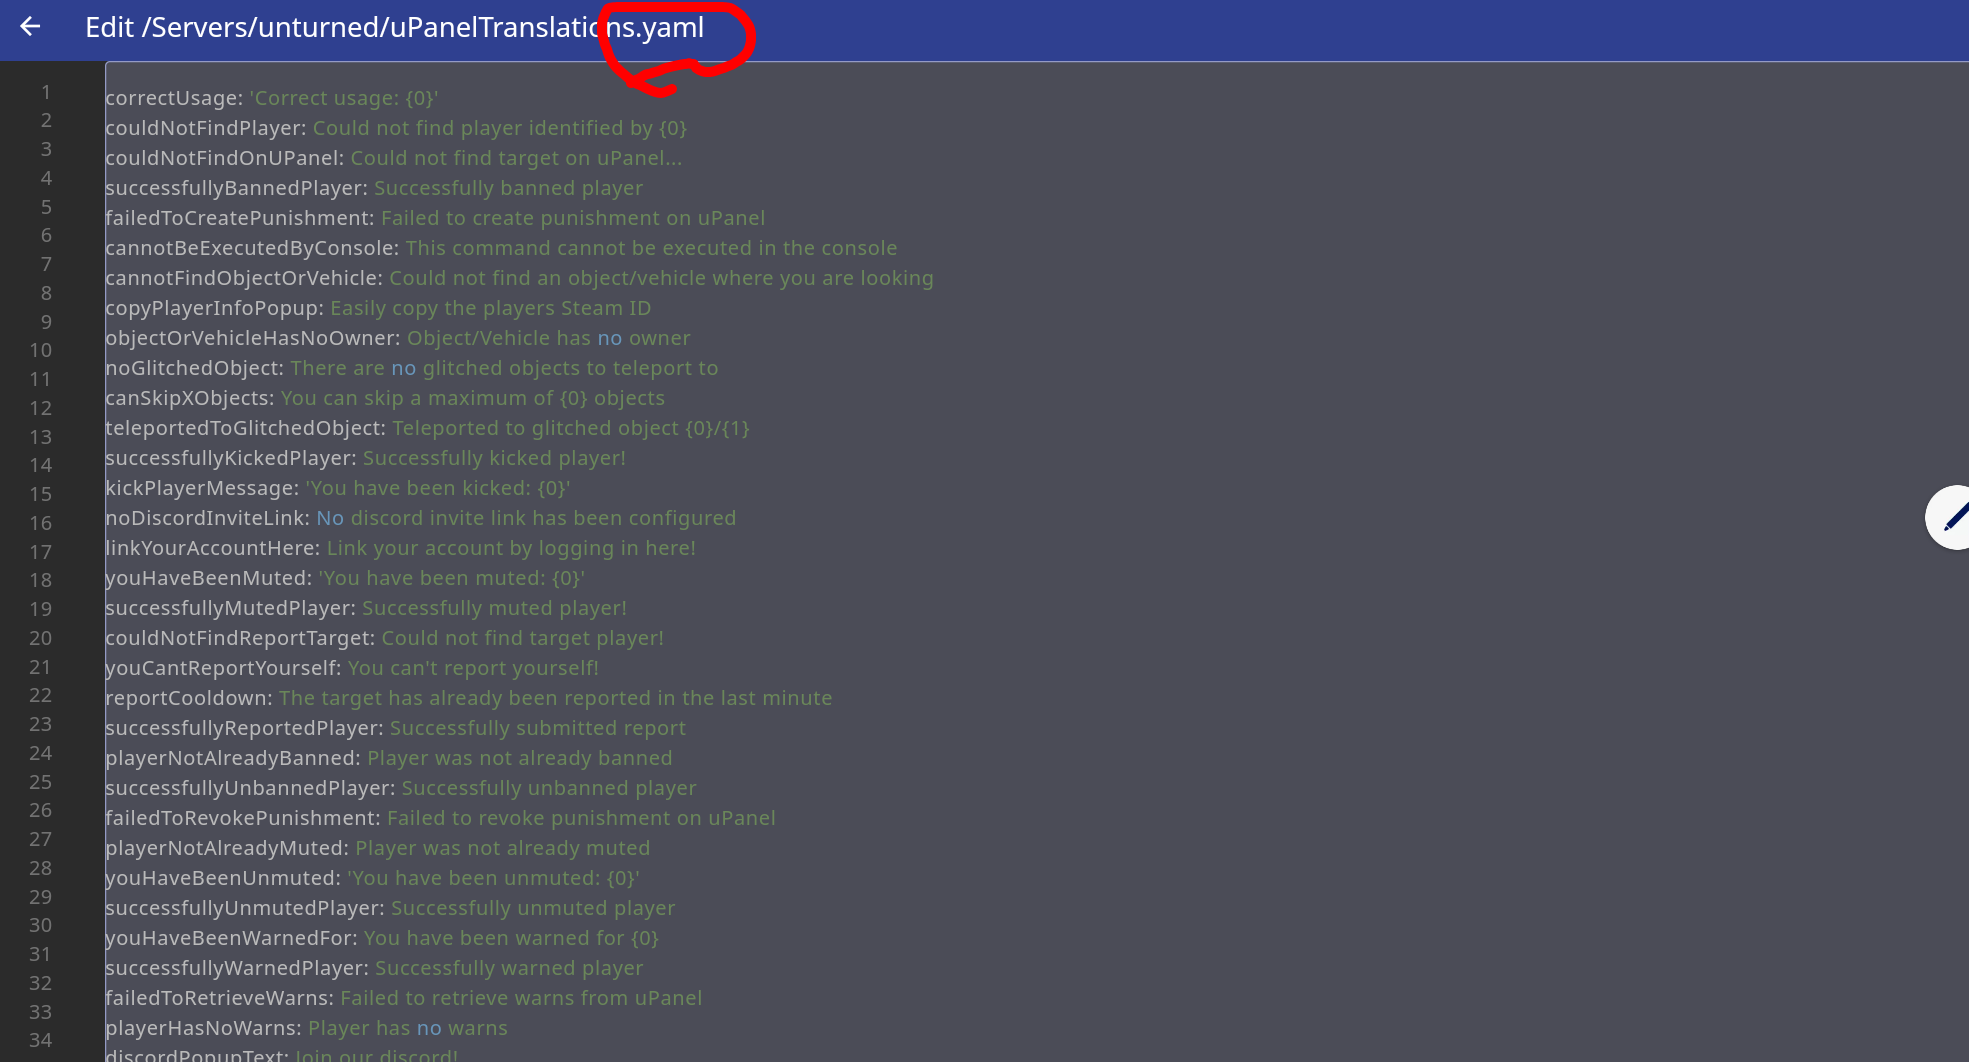 Edit /Servers/unturned/uPanelTranslations.yaml
1 correctUsage: 'Correct usage: {0}'
2 couldNotFindPlayer: Could not find player identified by {0}
3 couldNotFindOnUPanel: Could not find target on uPanel...
4 successfullyBannedPlayer: Successfully banned player
5 failedToCreatePunishment: Failed to create punishment on uPanel
6 cannotBeExecutedByConsole: This command cannot be executed in the console
7 cannotFindObjectOrVehicle: Could not find an object/vehicle where you are looking
8 copyPlayerInfoPopup: Easily copy the players Steam ID
9 objectOrVehicleHasNoOwner: Object/Vehicle has no owner
10 noGlitchedObject: There are no glitched objects to teleport to
11 canSkipXObjects: You can skip a maximum of {0} objects
12 teleportedToGlitchedObject: Teleported to glitched object {0}/{1}
13 successfullyKickedPlayer: Successfully kicked player!
14 kickPlayerMessage: 'You have been kicked: {0}'
15 noDiscordInviteLink: No discord invite link has been configured
16 linkYourAccountHere: Link your account by logging in here!
17 youHaveBeenMuted: 'You have been muted: {0}'
18 successfullyMutedPlayer: Successfully muted player!
19 couldNotFindReportTarget: Could not find target player!
20 youCantReportYourself: You can't report yourself!
21 reportCooldown: The target has already been reported in the last minute
22 successfullyReportedPlayer: Successfully submitted report
23 playerNotAlreadyBanned: Player was not already banned
24 successfullyUnbannedPlayer: Successfully unbanned player
25 failedToRevokePunishment: Failed to revoke punishment on uPanel
26 playerNotAlreadyMuted: Player was not already muted
27 youHaveBeenUnmuted: 'You have been unmuted: {0}'
28 successfullyUnmutedPlayer: Successfully unmuted player
29 youHaveBeenWarnedFor: You have been warned for {0}
30 successfullyWarnedPlayer: Successfully warned player
31 failedToRetrieveWarns: Failed to retrieve warns from uPanel
32 playerHasNoWarns: Player has no warns
33 discordPopupText: Join our discord!
34